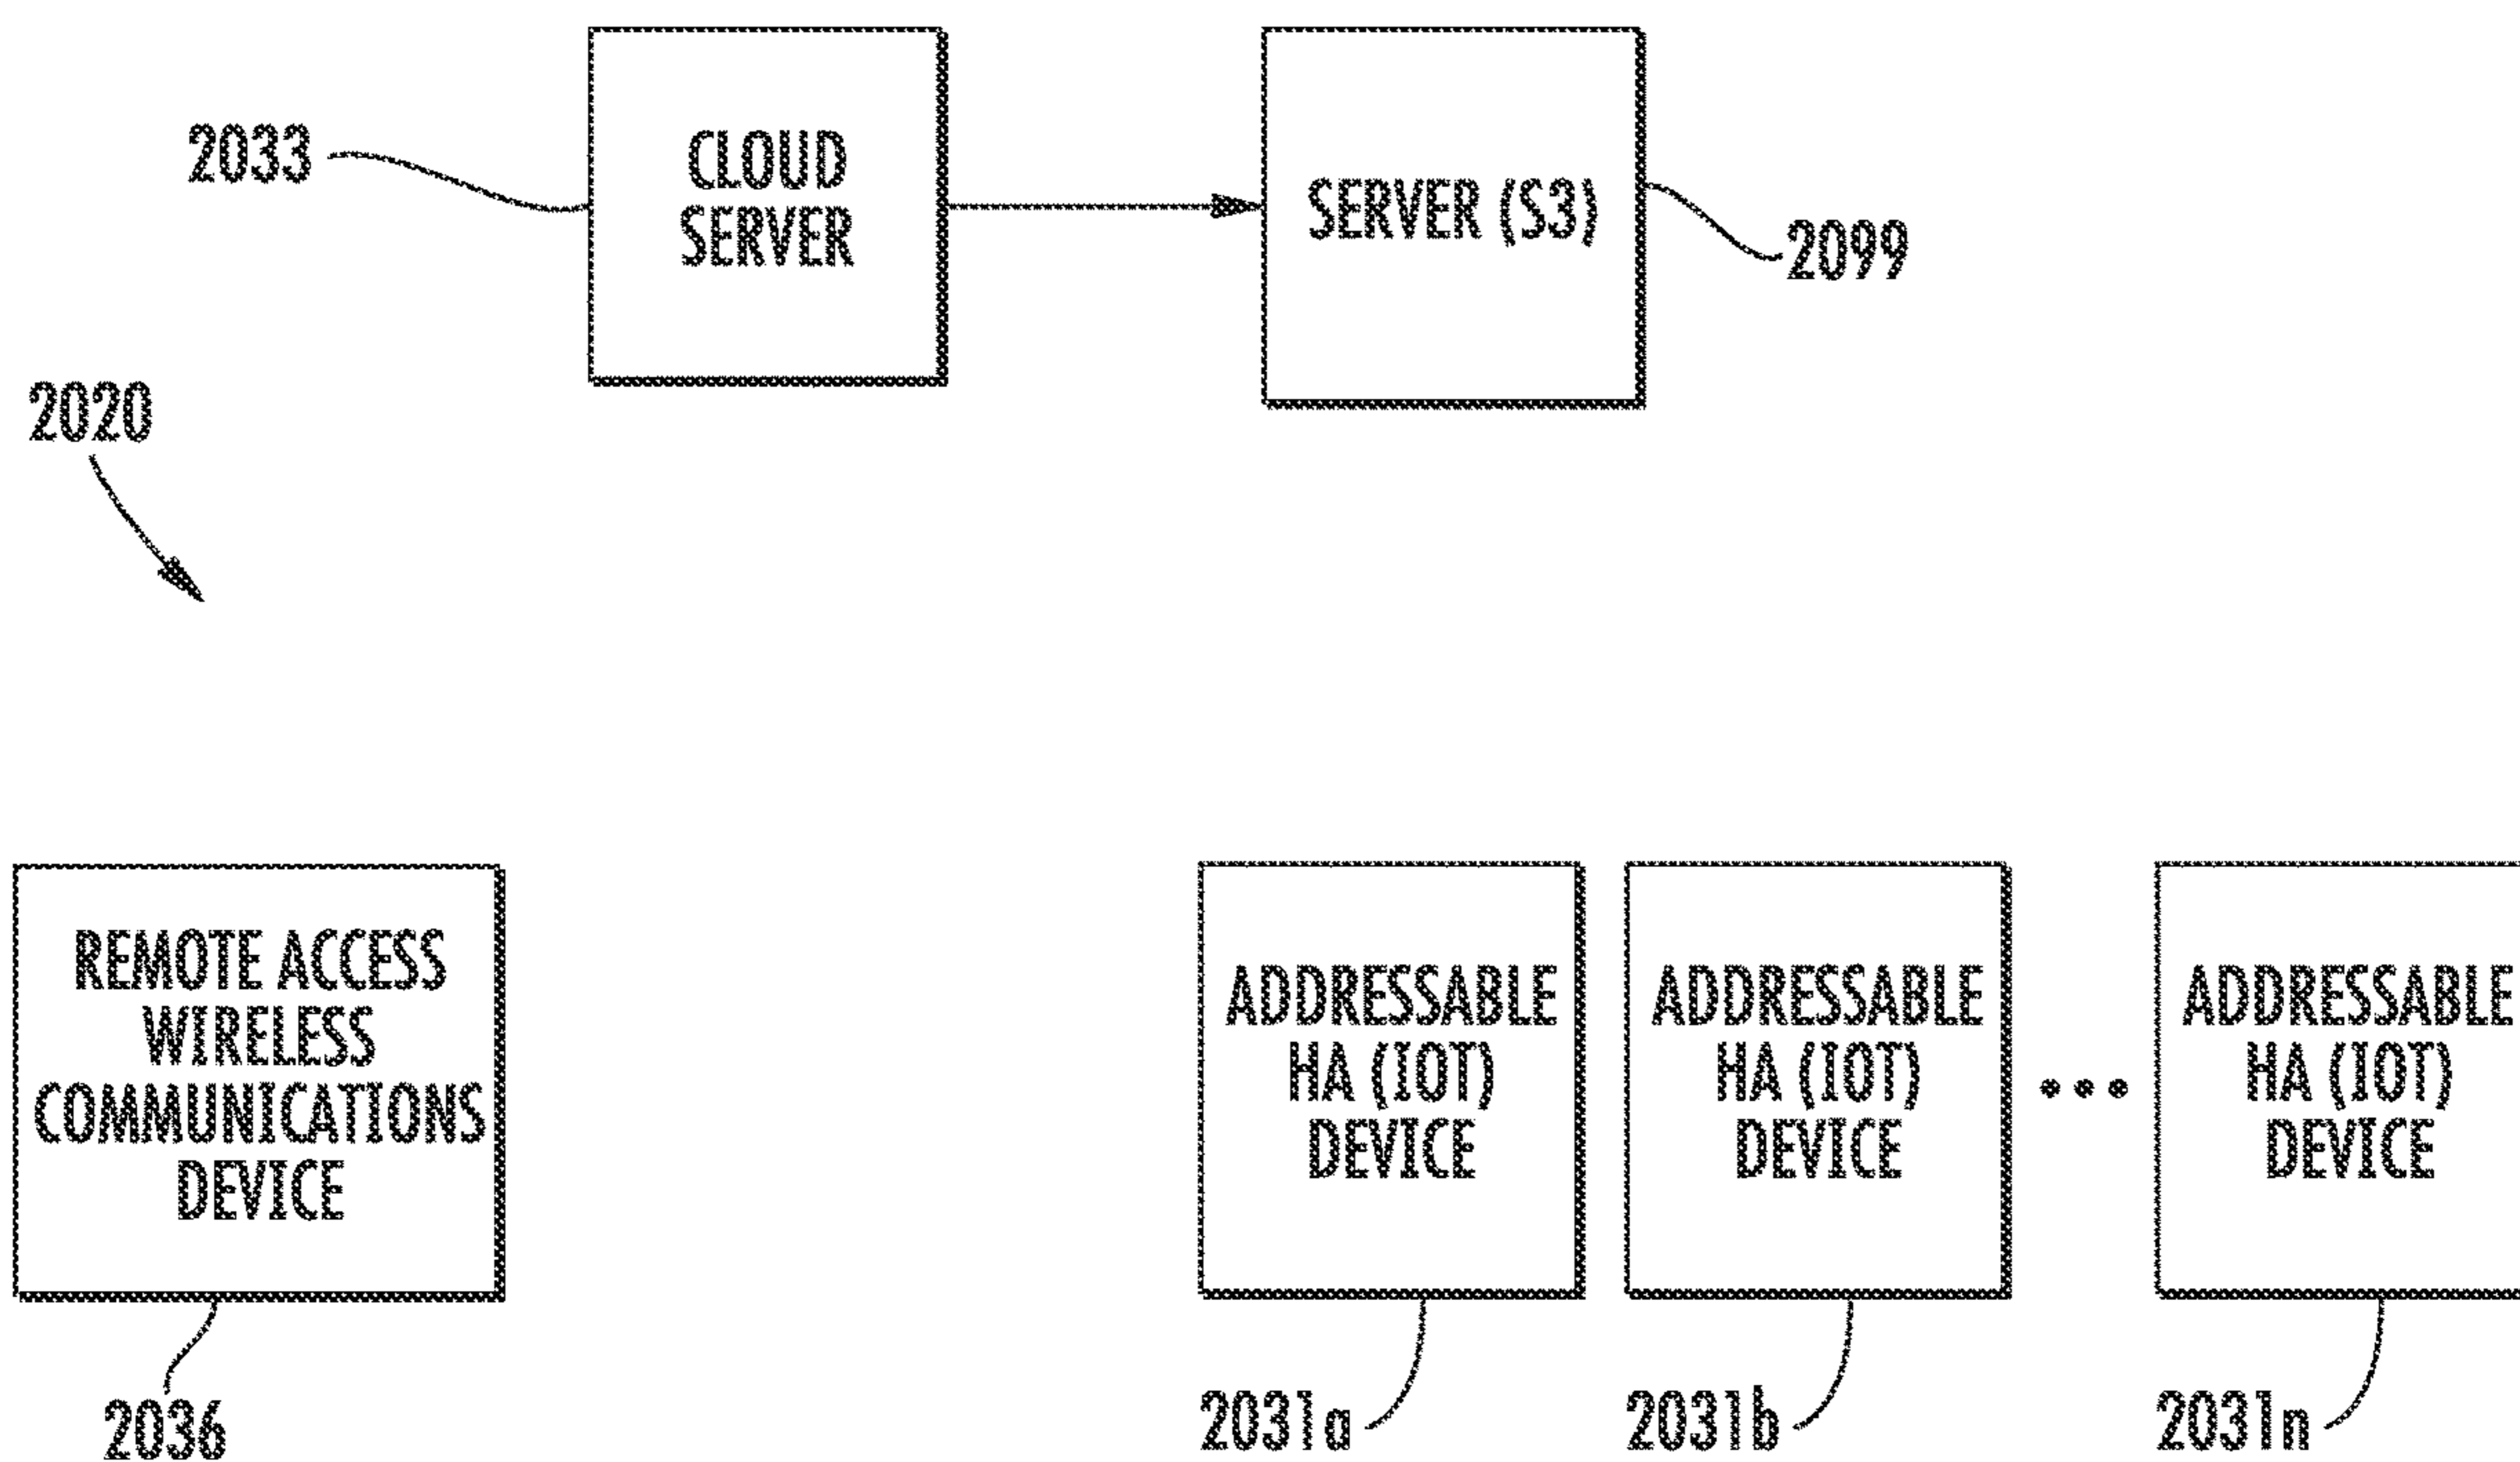 2033
CLOUD
SERVER
SERVER (S3)
2099
2020
REMOTE ACCESS
WIRELESS
COMMUNICATIONS
DEVICE
2036
ADDRESSABLE
HA (IOT)
DEVICE
2031a
ADDRESSABLE
HA (IOT)
DEVICE
2031b
•••
ADDRESSABLE
HA (IOT)
DEVICE
2031n